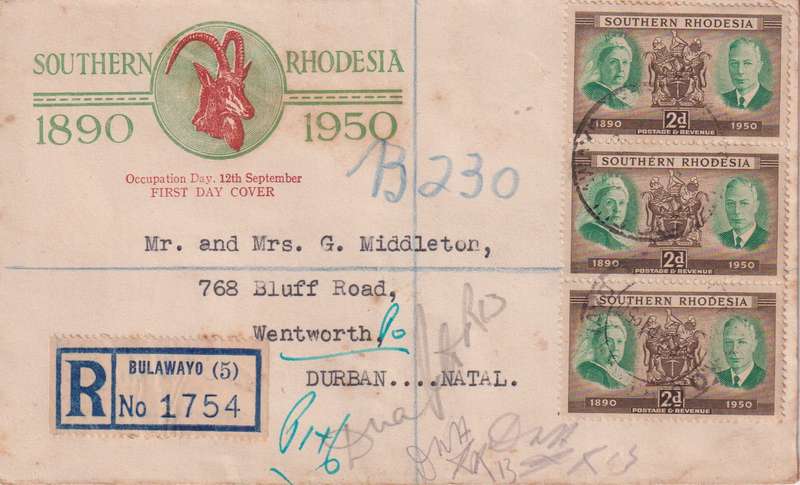 SOUTHERN RHODESIA
1890 1950
Occupation Day, 12th September
FIRST DAY COVER
B230
Mr. and Mrs. G. Middleton,
768 Bluff Road,
Wentworth, Po
DURBAN....NATAL.
R
BULAWAYO (5)
No 1754
SOUTHERN RHODESIA
2d
1890 1950
POSTAGE & REVENUE
SOUTHERN RHODESIA
2d
1890 1950
POSTAGE & REVENUE
SOUTHERN RHODESIA
2d
1890 1950
POSTAGE & REVENUE